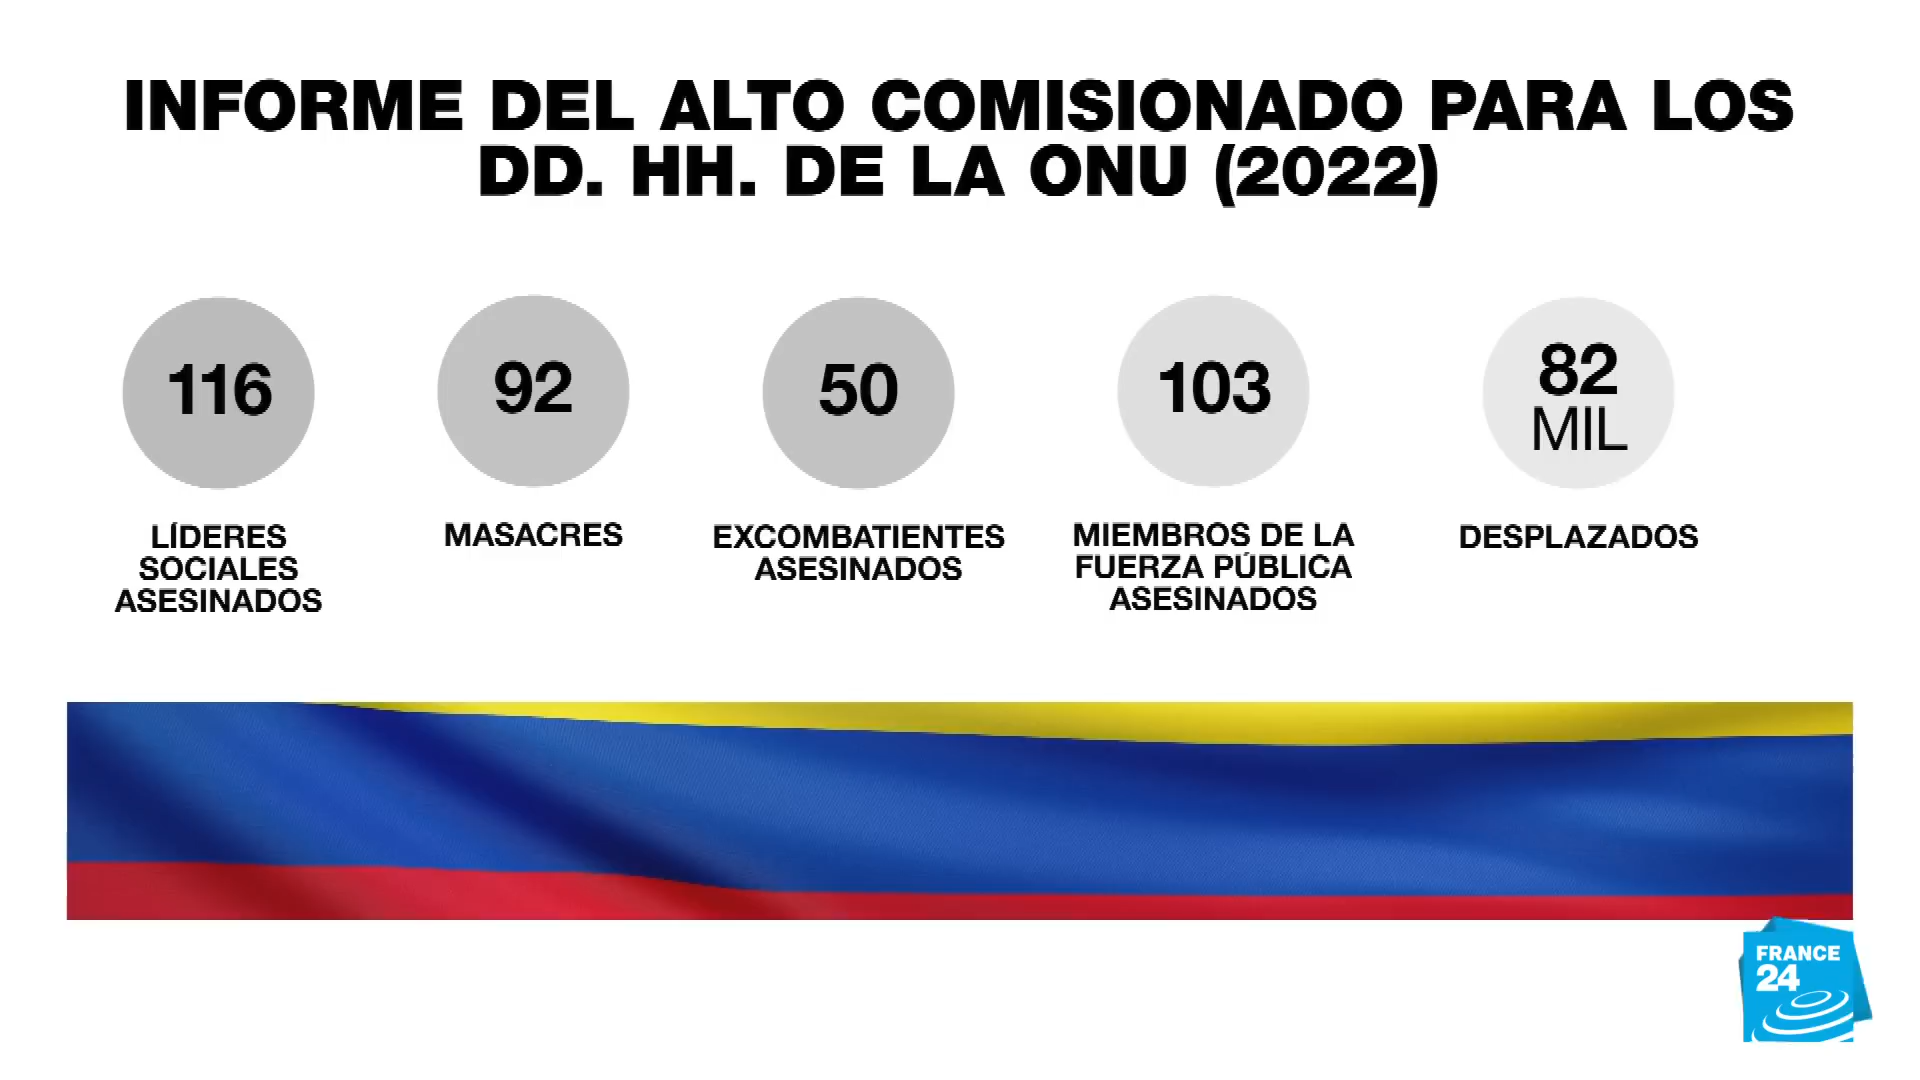 INFORME DEL ALTO COMISIONADO PARA LOS
DD. HH. DE LA ONU (2022)
116
LÍDERES
SOCIALES
ASESINADOS
92
MASACRES
50
EXCOMBATIENTES
ASESINADOS
103
MIEMBROS DE LA
FUERZA PÚBLICA
ASESINADOS
82
MIL
DESPLAZADOS
FRANCE
24